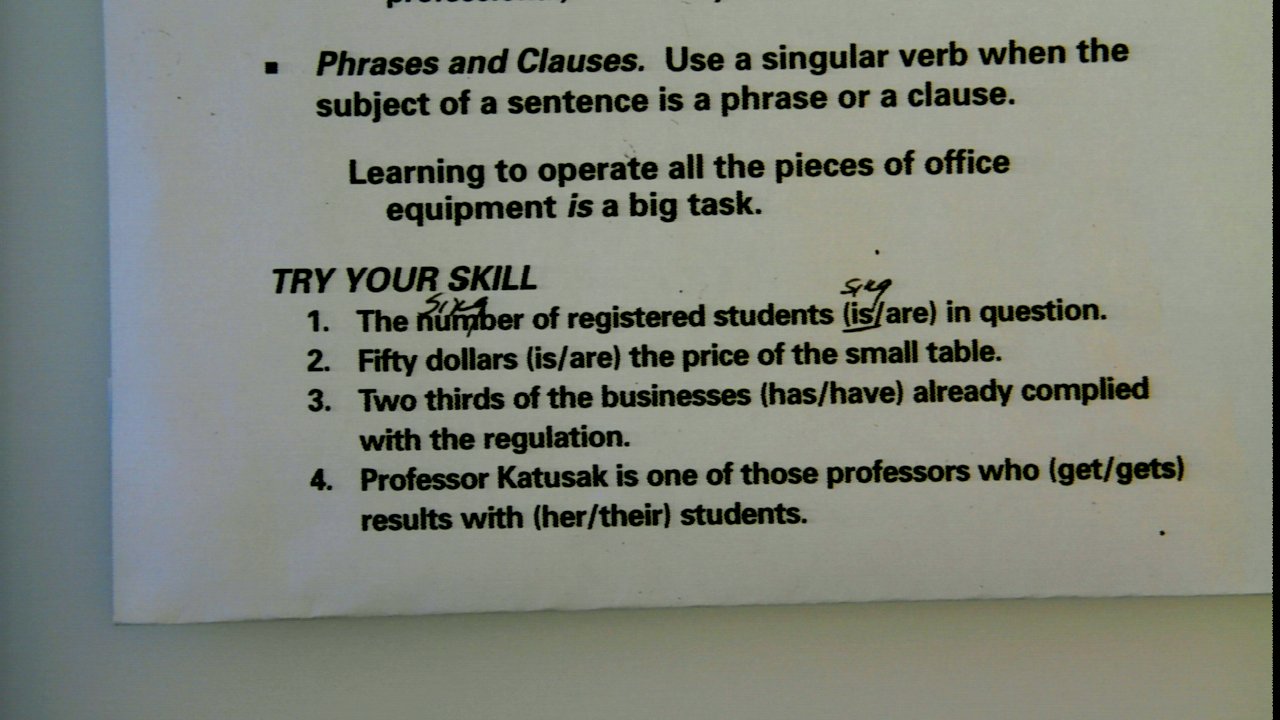 ■ Phrases and Clauses. Use a singular verb when the
subject of a sentence is a phrase or a clause.
Learning to operate all the pieces of office
equipment is a big task.
TRY YOUR SKILL
sing sing
1. The number of registered students (is/are) in question.
2. Fifty dollars (is/are) the price of the small table.
3. Two thirds of the businesses (has/have) already complied
with the regulation.
4. Professor Katusak is one of those professors who (get/gets)
results with (her/their) students.